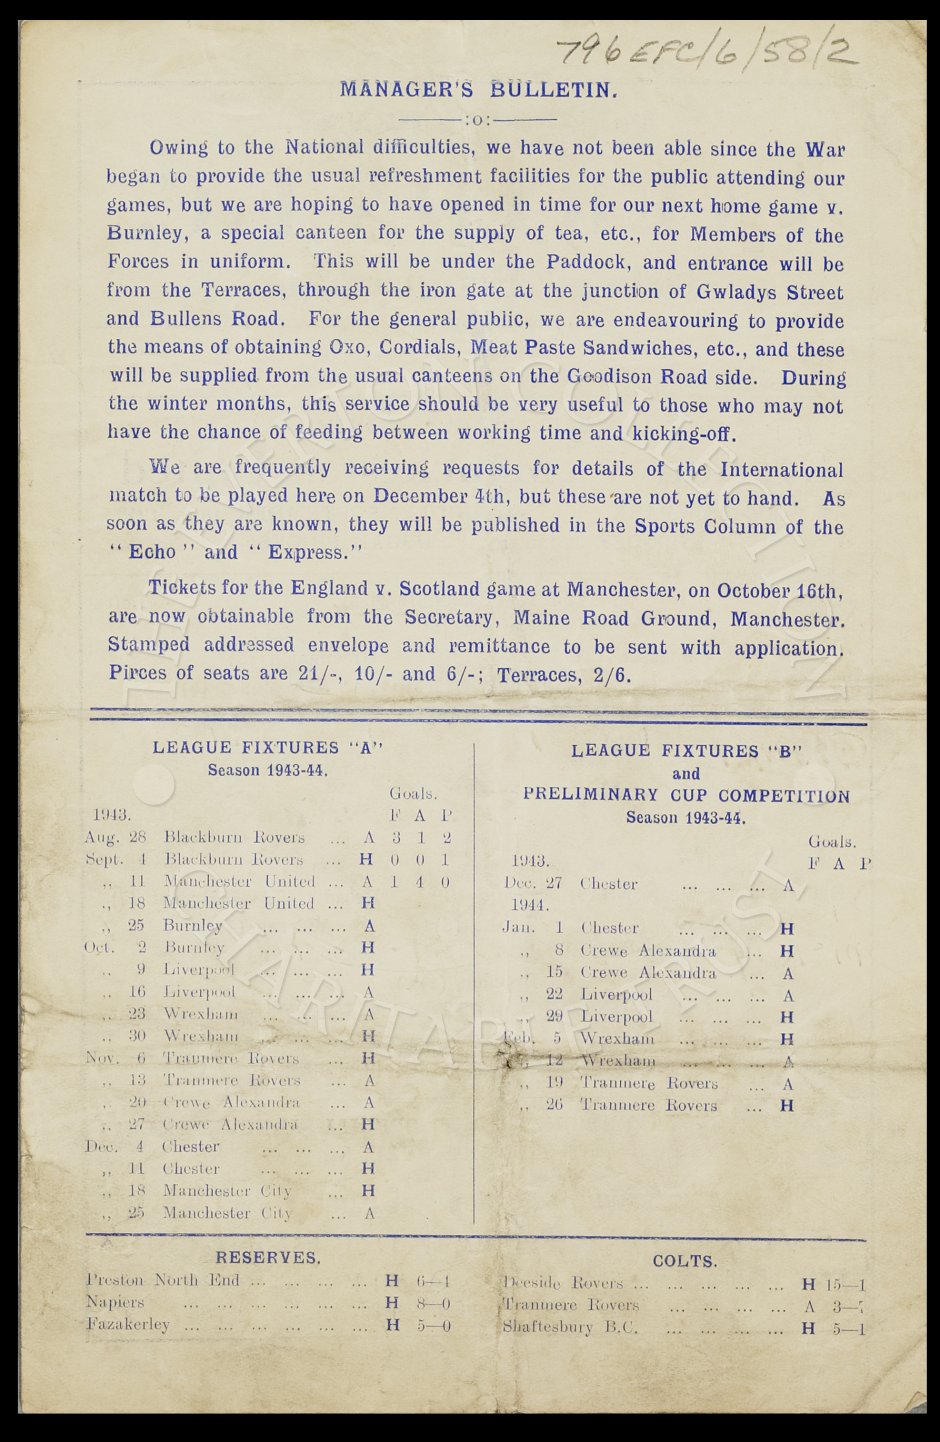 796 EFC/6/58/2
MANAGER'S BULLETIN.
:o:
Owing to the National difficulties, we have not been able since the War
began to provide the usual refreshment facilities for the public attending our
games, but we are hoping to have opened in time for our next home game v.
Burnley, a special canteen for the supply of tea, etc., for Members of the
Forces in uniform. This will be under the Paddock, and entrance will be
from the Terraces, through the iron gate at the junction of Gwladys Street
and Bullens Road. For the general public, we are endeavouring to provide
the means of obtaining Oxo, Cordials, Meat Paste Sandwiches, etc., and these
will be supplied from the usual canteens on the Goodison Road side. During
the winter months, this service should be very useful to those who may not
have the chance of feeding between working time and kicking-off.
We are frequently receiving requests for details of the International
match to be played here on December 4th, but these are not yet to hand. As
soon as they are known, they will be published in the Sports Column of the
" Echo " and " Express."
Tickets for the England v. Scotland game at Manchester, on October 16th,
are now obtainable from the Secretary, Maine Road Ground, Manchester.
Stamped addressed envelope and remittance to be sent with application.
Pirces of seats are 21/-, 10/- and 6/-; Terraces, 2/6.
LEAGUE FIXTURES "A"
Season 1943-44.
Goals.
1943. F A P
Aug. 28 Blackburn Rovers ... A 3 1 2
Sept. 4 Blackburn Rovers ... H 0 0 1
,, 11 Manchester United ... A 1 4 0
,, 18 Manchester United ... H
,, 25 Burnley ... ... ... A
Oct. 2 Burnley ... ... ... H
,, 9 Liverpool ... ... ... H
,, 16 Liverpool ... ... ... A
,, 23 Wrexham ... ... ... A
,, 30 Wrexham ... ... ... H
Nov. 6 Tranmere Rovers ... H
,, 13 Tranmere Rovers ... A
,, 20 Crewe Alexandra ... A
,, 27 Crewe Alexandra ... H
Dec. 4 Chester ... ... ... A
,, 11 Chester ... ... ... H
,, 18 Manchester City ... H
,, 25 Manchester City ... A
LEAGUE FIXTURES "B"
and
PRELIMINARY CUP COMPETITION
Season 1943-44.
Goals.
1943. F A P
Dec. 27 Chester ... ... ... A
1944.
Jan. 1 Chester ... ... ... H
,, 8 Crewe Alexandra ... H
,, 15 Crewe Alexandra ... A
,, 22 Liverpool ... ... ... A
,, 29 Liverpool ... ... ... H
Feb. 5 Wrexham ... ... ... H
,, 12 Wrexham ... ... ... A
,, 19 Tranmere Rovers ... A
,, 26 Tranmere Rovers ... H
RESERVES.
Preston North End ... ... ... ... H 6—4
Napiers ... ... ... ... ... ... H 8—0
Fazakerley ... ... ... ... ... ... H 5—0
COLTS.
Deeside Rovers ... ... ... ... ... H 15—1
Tranmere Rovers ... ... ... ... A 3—7
Shaftesbury B.C. ... ... ... ... H 5—1
THE EVERTON COLLECTION
CHARITABLE TRUST